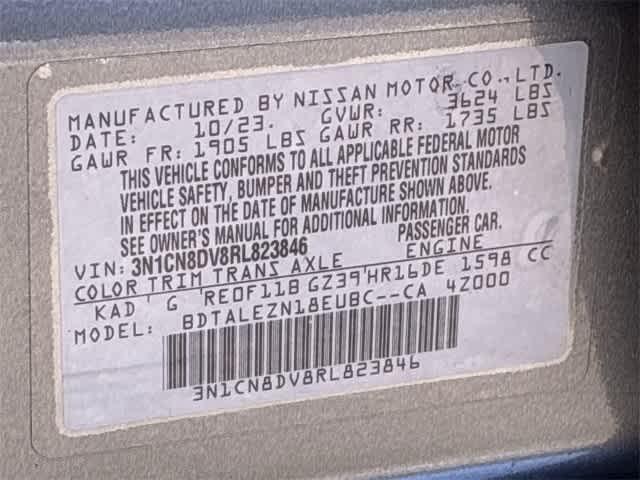 MANUFACTURED BY NISSAN MOTOR CO., LTD.
DATE: 10/23. GVWR: 3624 LBS
GAWR FR: 1905 LBS GAWR RR: 1735 LBS
THIS VEHICLE CONFORMS TO ALL APPLICABLE FEDERAL MOTOR
VEHICLE SAFETY, BUMPER AND THEFT PREVENTION STANDARDS
IN EFFECT ON THE DATE OF MANUFACTURE SHOWN ABOVE.
SEE OWNER'S MANUAL FOR ADDITIONAL INFORMATION.
VIN: 3N1CN8DV8RL823846 PASSENGER CAR.
COLOR TRIM TRANS AXLE ENGINE
KAD G RE0F11B GZ39 HR16DE 1598 CC
MODEL: BDTALEZN18EUBC--CA 4Z000
3N1CN8DV8RL823846